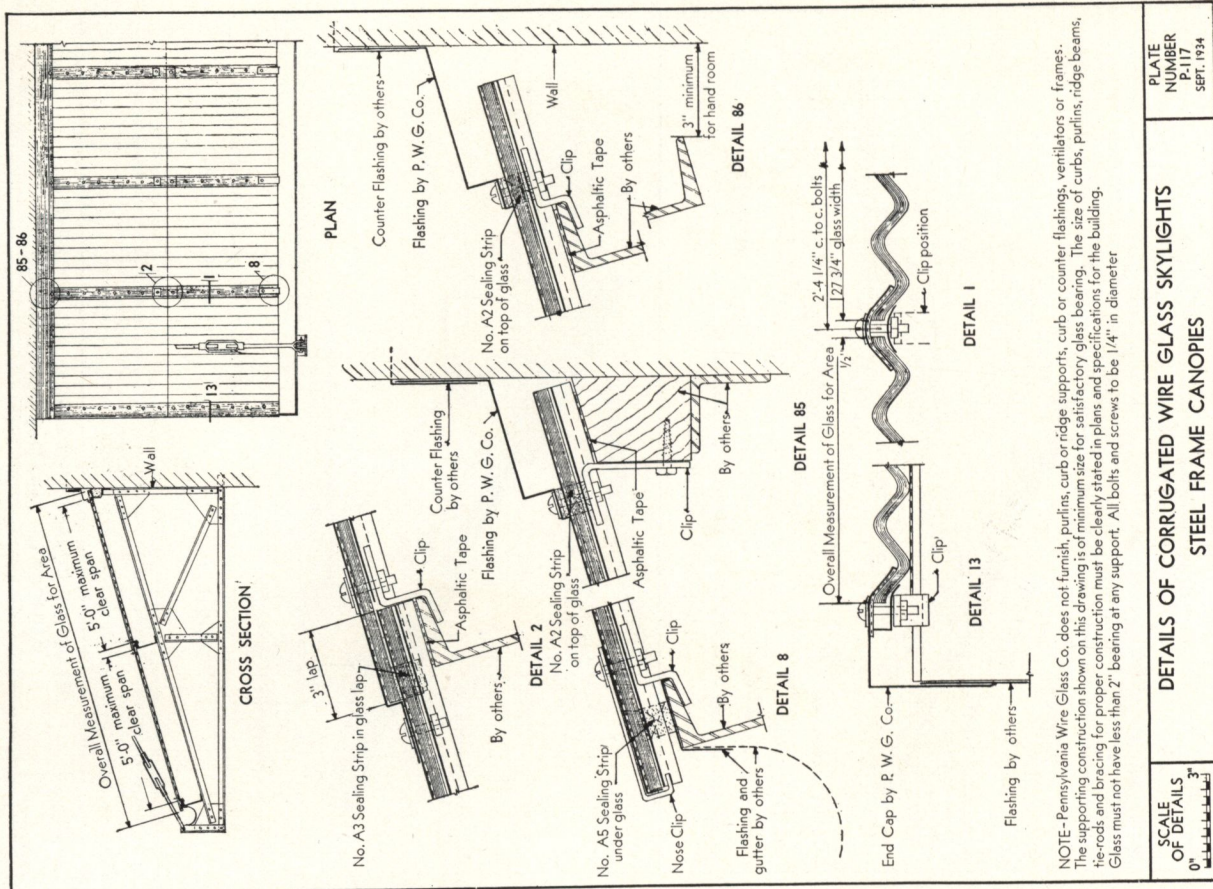 Overall Measurement of Glass for Area
5'-0" maximum
clear span
5'-0" maximum
clear span
Wall
CROSS SECTION
85-86
2
1
8
13
PLAN
No. A3 Sealing Strip in glass lap
3" lap
Clip
Asphaltic Tape
By others
DETAIL 2
Counter Flashing
by others
Flashing by P.W.G. Co.
No. A2 Sealing Strip
on top of glass
Asphaltic Tape
Clip
By others
DETAIL 85
Counter Flashing by others
Flashing by P. W. G. Co.
No. A2 Sealing Strip
on top of glass
Wall
Clip
Asphaltic Tape
By others
3" minimum
for hand room
DETAIL 86
No. A5 Sealing Strip
under glass
Nose Clip
Clip
By others
Flashing and
gutter by others
DETAIL 8
End Cap by P. W. G. Co.
Overall Measurement of Glass for Area
Clip
Flashing by others
DETAIL 13
1/2"
2'-4 1/4" c. to c. bolts
27 3/4" glass width
Clip position
DETAIL 1
NOTE-Pennsylvania Wire Glass Co. does not furnish, purlins, curb or ridge supports, curb or counter flashings, ventilators or frames.
The supporting construction shown on this drawing is of minimum size for satisfactory glass bearing. The size of curbs, purlins, ridge beams,
tie-rods and bracing for proper construction must be clearly stated in plans and specifications for the building.
Glass must not have less than 2" bearing at any support. All bolts and screws to be 1/4" in diameter
SCALE
OF DETAILS
0" 3"
DETAILS OF CORRUGATED WIRE GLASS SKYLIGHTS
STEEL FRAME CANOPIES
PLATE
NUMBER
P-117
SEPT. 1934